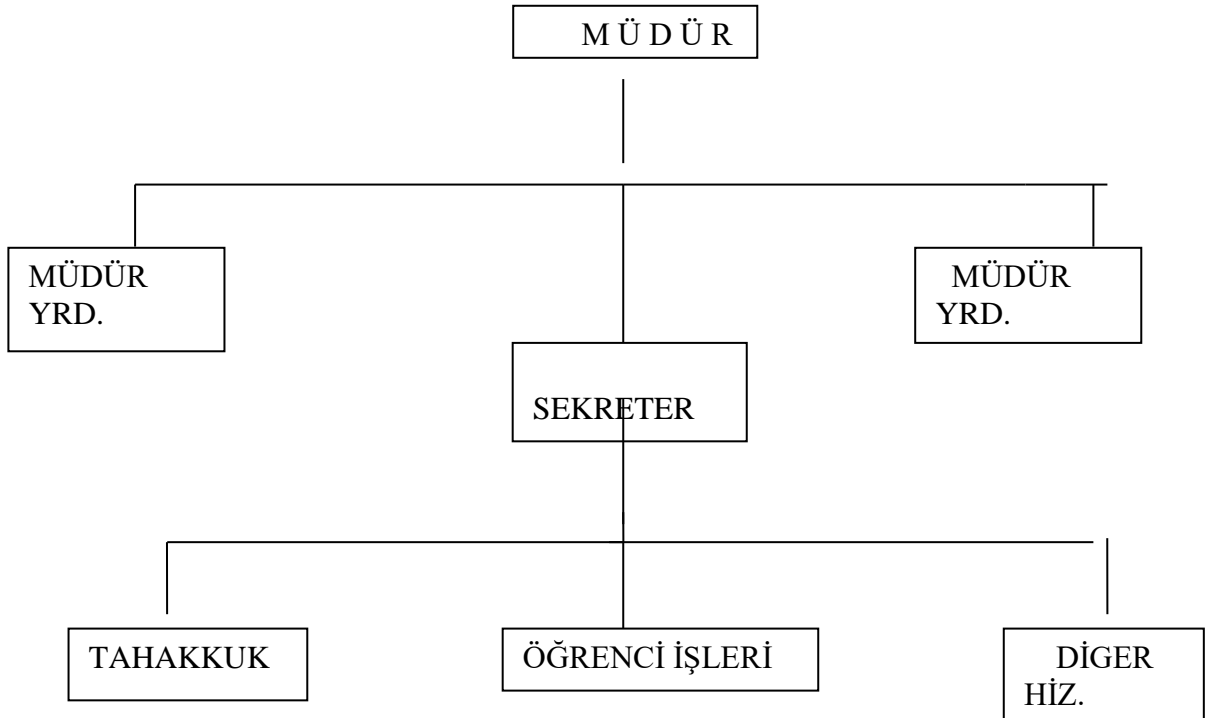 M Ü D Ü R
MÜDÜR
YRD.
MÜDÜR
YRD.
SEKRETER
TAHAKKUK
ÖĞRENCİ İŞLERİ
DİGER
HİZ.